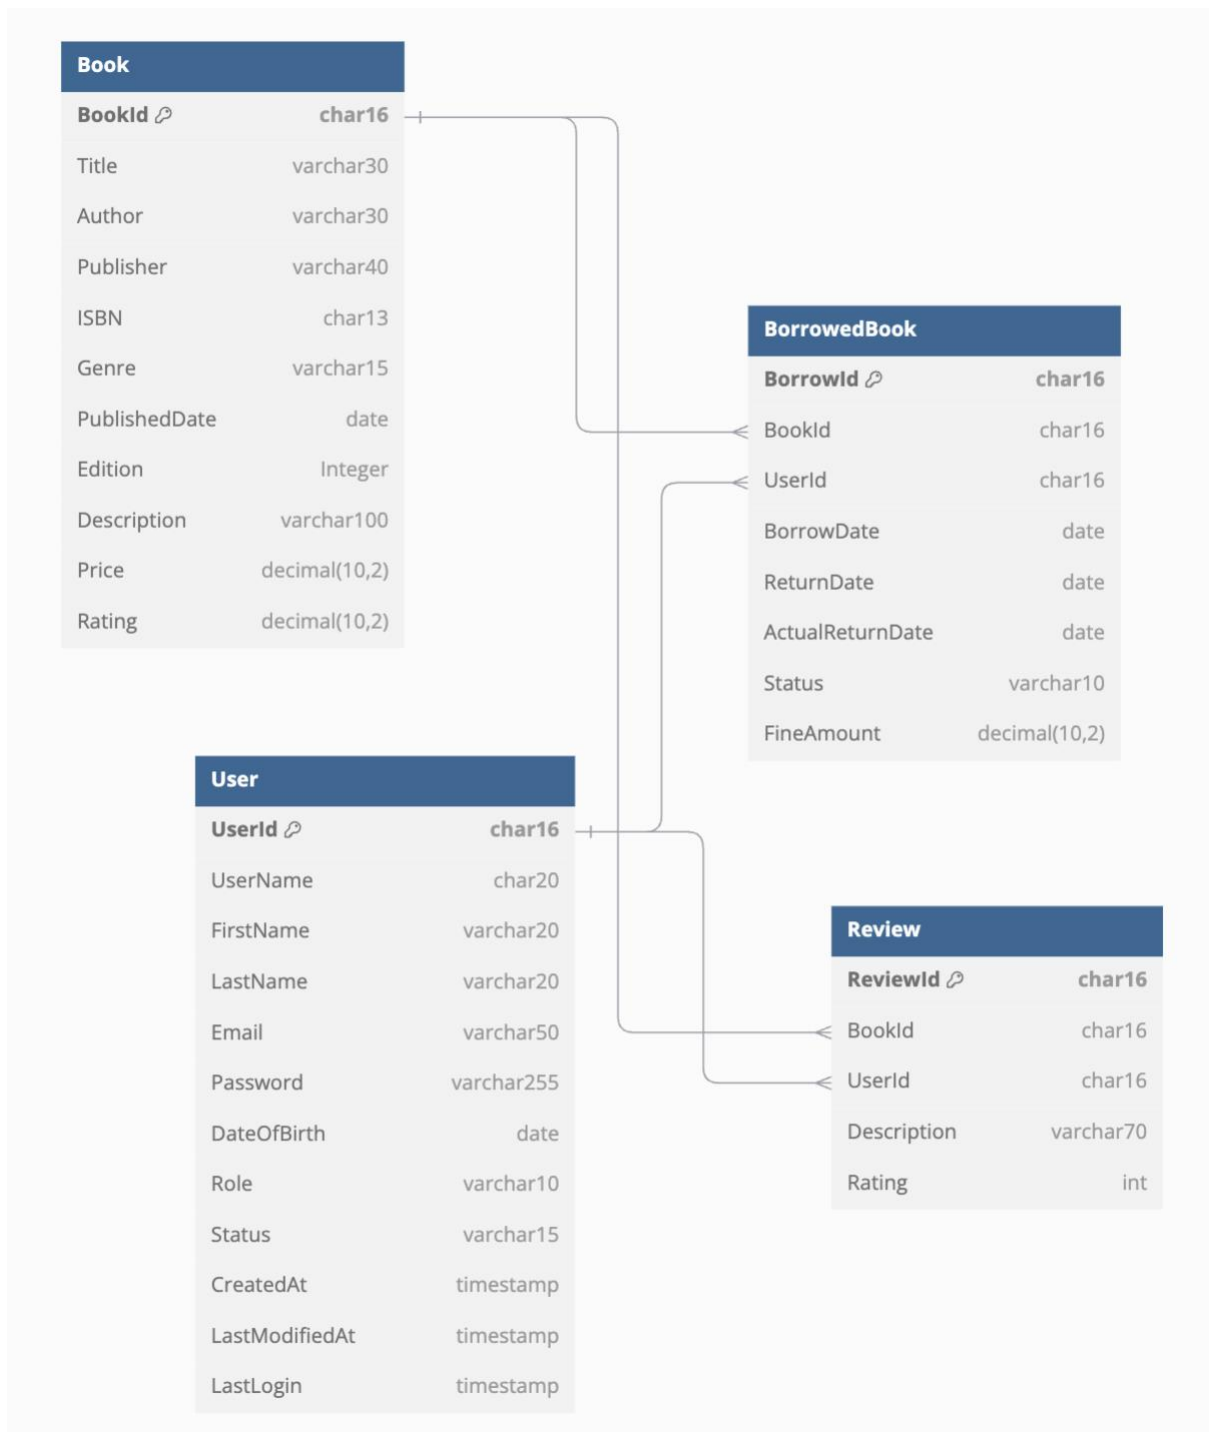 Book
BookId char16
Title varchar30
Author varchar30
Publisher varchar40
ISBN char13
Genre varchar15
PublishedDate date
Edition Integer
Description varchar100
Price decimal(10,2)
Rating decimal(10,2)
BorrowedBook
BorrowId char16
BookId char16
UserId char16
BorrowDate date
ReturnDate date
ActualReturnDate date
Status varchar10
FineAmount decimal(10,2)
User
UserId char16
UserName char20
FirstName varchar20
LastName varchar20
Email varchar50
Password varchar255
DateOfBirth date
Role varchar10
Status varchar15
CreatedAt timestamp
LastModifiedAt timestamp
LastLogin timestamp
Review
ReviewId char16
BookId char16
UserId char16
Description varchar70
Rating int